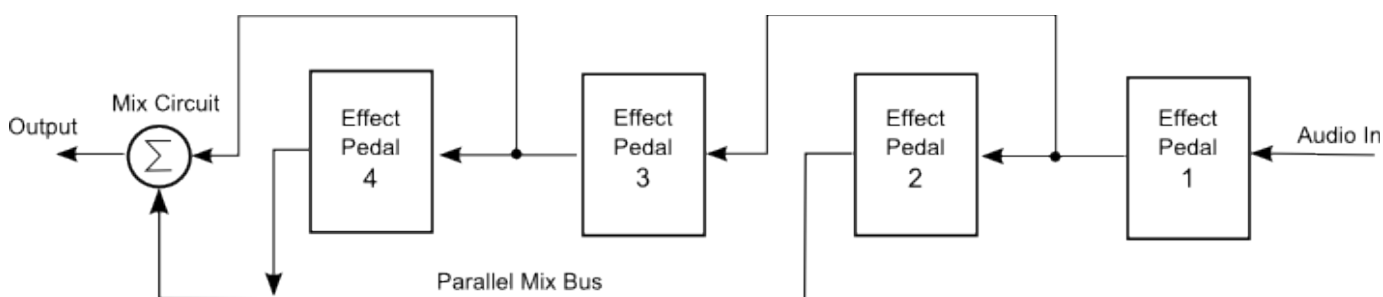 Mix Circuit
Output
Σ
Effect
Pedal
4
Effect
Pedal
3
Effect
Pedal
2
Effect
Pedal
1
Audio In
Parallel Mix Bus